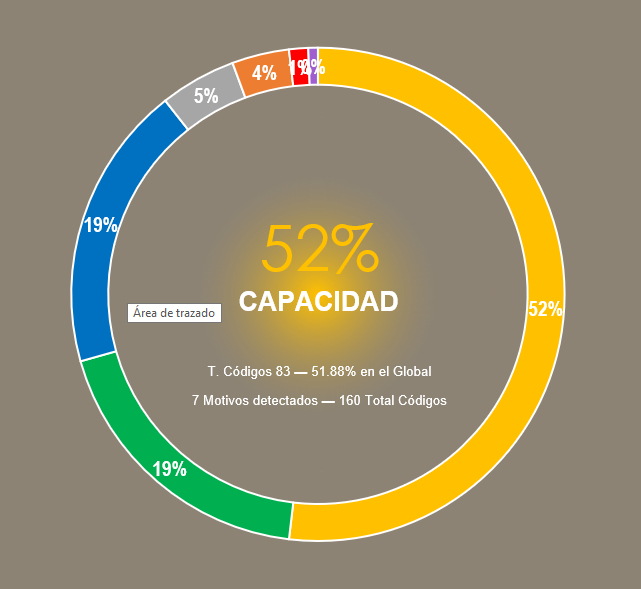 4%
5%
19%
52%
CAPACIDAD
52%
Área de trazado
T. Códigos 83 — 51.88% en el Global
7 Motivos detectados — 160 Total Códigos
19%